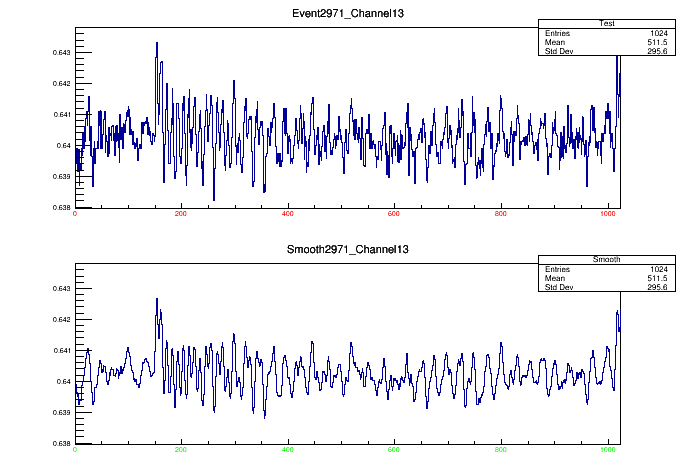 Event2971_Channel13
Test
Entries 1024
Mean 511.5
Std Dev 295.6
0.643
0.642
0.641
0.64
0.639
0.638
0 200 400 600 800 1000
Smooth2971_Channel13
Smooth
Entries 1024
Mean 511.5
Std Dev 295.6
0.643
0.642
0.641
0.64
0.639
0.638
0 200 400 600 800 1000